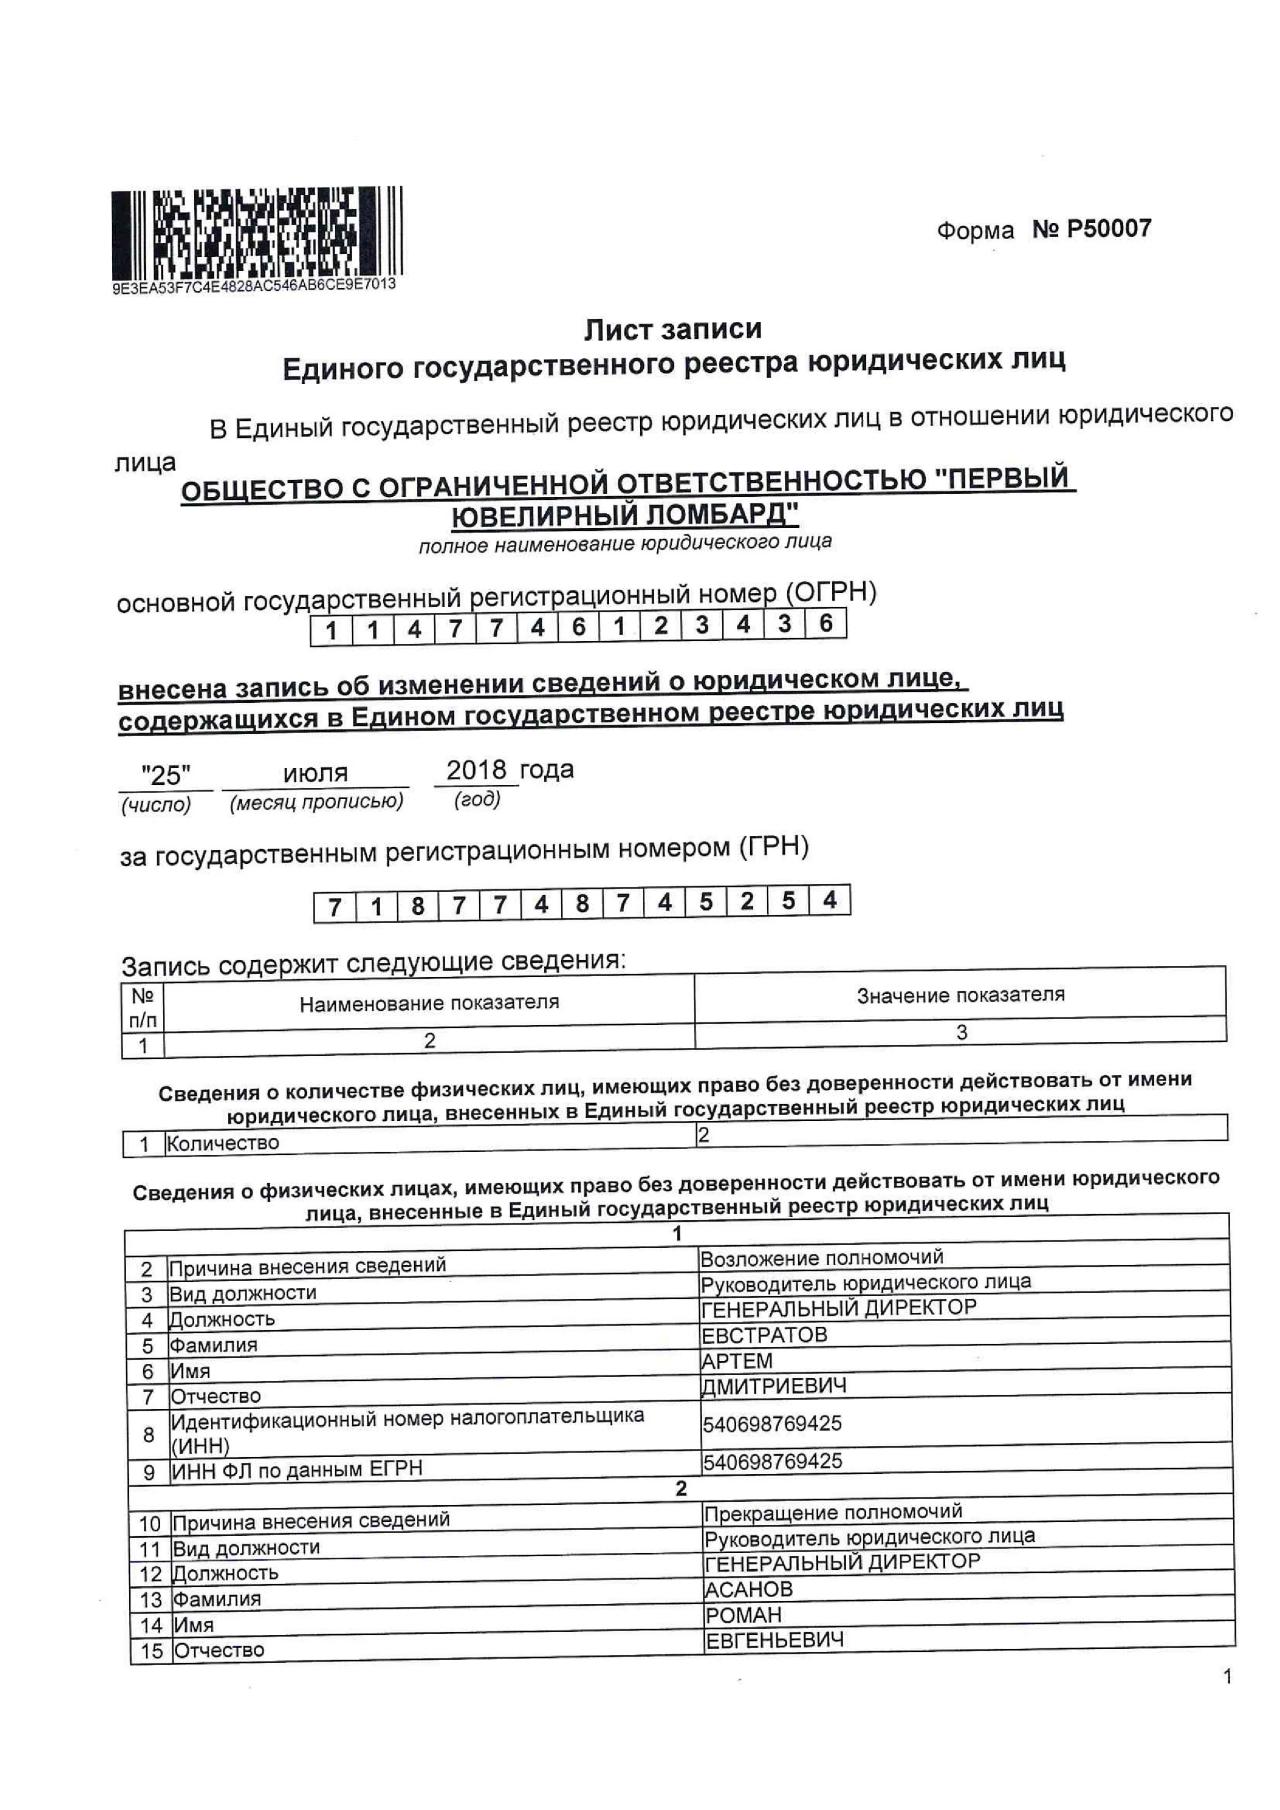 Форма № Р50007
9E3EA53F7C4E4828AC546AB6CE9E7013
Лист записи
Единого государственного реестра юридических лиц
В Единый государственный реестр юридических лиц в отношении юридического
лица
ОБЩЕСТВО С ОГРАНИЧЕННОЙ ОТВЕТСТВЕННОСТЬЮ "ПЕРВЫЙ
ЮВЕЛИРНЫЙ ЛОМБАРД"
полное наименование юридического лица
основной государственный регистрационный номер (ОГРН)
1 1 4 7 7 4 6 1 2 3 4 3 6
внесена запись об изменении сведений о юридическом лице,
содержащихся в Едином государственном реестре юридических лиц
"25" июля 2018 года
(число) (месяц прописью) (год)
за государственным регистрационным номером (ГРН)
7 1 8 7 7 4 8 7 4 5 2 5 4
Запись содержит следующие сведения:
№ п/п Наименование показателя Значение показателя
1 2 3
Сведения о количестве физических лиц, имеющих право без доверенности действовать от имени
юридического лица, внесенных в Единый государственный реестр юридических лиц
1 Количество 2
Сведения о физических лицах, имеющих право без доверенности действовать от имени юридического
лица, внесенные в Единый государственный реестр юридических лиц
1
2 Причина внесения сведений Возложение полномочий
3 Вид должности Руководитель юридического лица
4 Должность ГЕНЕРАЛЬНЫЙ ДИРЕКТОР
5 Фамилия ЕВСТРАТОВ
6 Имя АРТЕМ
7 Отчество ДМИТРИЕВИЧ
8 Идентификационный номер налогоплательщика (ИНН) 540698769425
9 ИНН ФЛ по данным ЕГРН 540698769425
2
10 Причина внесения сведений Прекращение полномочий
11 Вид должности Руководитель юридического лица
12 Должность ГЕНЕРАЛЬНЫЙ ДИРЕКТОР
13 Фамилия АСАНОВ
14 Имя РОМАН
15 Отчество ЕВГЕНЬЕВИЧ
1